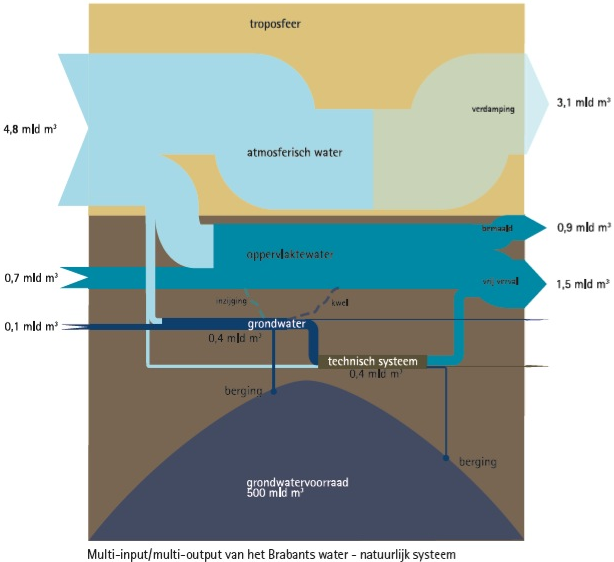 troposfeer
verdamping
3,1 mld m³
4,8 mld m³
atmosferisch water
bemaald
0,9 mld m³
oppervlaktewater
0,7 mld m³
vrij verval
1,5 mld m³
inzijging
kwel
0,1 mld m³
grondwater
0,4 mld m³
technisch systeem
0,4 mld m³
berging
berging
grondwatervoorraad
500 mld m³
Multi-input/multi-output van het Brabants water - natuurlijk systeem